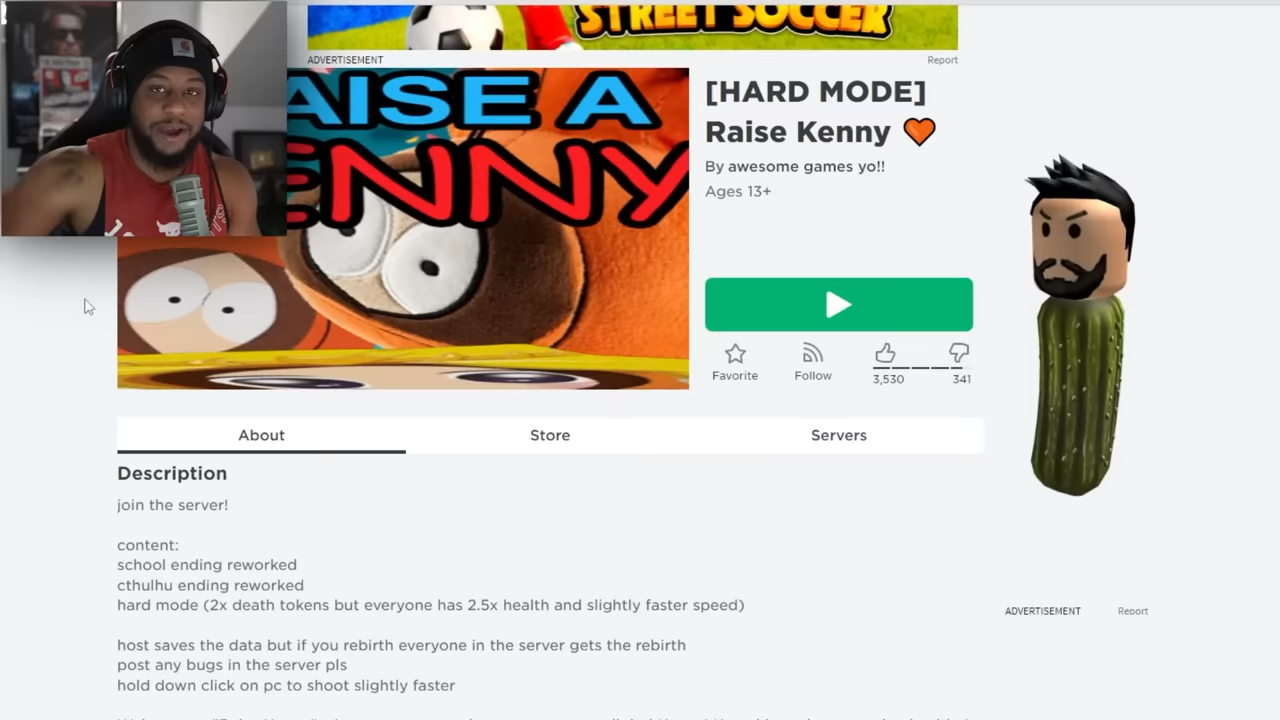 STREET SOCCER
ADVERTISEMENT
Report
AISE A
ENNY
[HARD MODE]
Raise Kenny 🧡
By awesome games yo!!
Ages 13+
Favorite
Follow
3,530
341
About
Store
Servers
Description
join the server!
content:
school ending reworked
cthulhu ending reworked
hard mode (2x death tokens but everyone has 2.5x health and slightly faster speed)
host saves the data but if you rebirth everyone in the server gets the rebirth
post any bugs in the server pls
hold down click on pc to shoot slightly faster
ADVERTISEMENT
Report